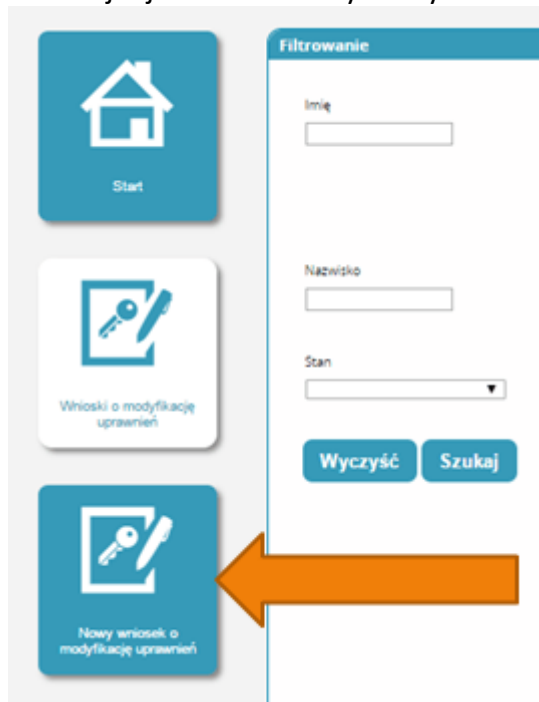 Start
Wnioski o modyfikację
uprawnień
Nowy wniosek o
modyfikację uprawnień
Filtrowanie
Imię
Nazwisko
Stan
Wyczyść
Szukaj